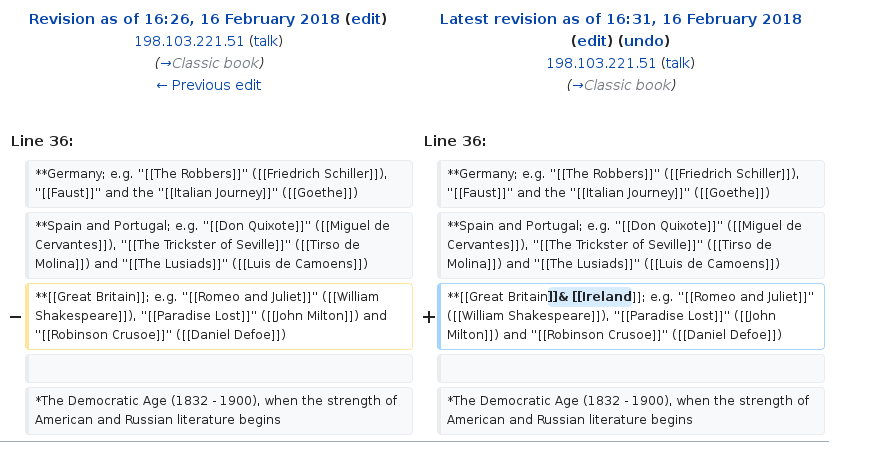 Revision as of 16:26, 16 February 2018 (edit)
198.103.221.51 (talk)
(→Classic book)
← Previous edit
Latest revision as of 16:31, 16 February 2018
(edit) (undo)
198.103.221.51 (talk)
(→Classic book)
Line 36:
Line 36:
**Germany; e.g. ''[[The Robbers]]'' ([[Friedrich Schiller]]),
''[[Faust]]'' and the ''[[Italian Journey]]'' ([[Goethe]])
**Germany; e.g. ''[[The Robbers]]'' ([[Friedrich Schiller]]),
''[[Faust]]'' and the ''[[Italian Journey]]'' ([[Goethe]])
**Spain and Portugal; e.g. ''[[Don Quixote]]'' ([[Miguel de
Cervantes]]), ''[[The Trickster of Seville]]'' ([[Tirso de
Molina]]) and ''[[The Lusiads]]'' ([[Luis de Camoens]])
**Spain and Portugal; e.g. ''[[Don Quixote]]'' ([[Miguel de
Cervantes]]), ''[[The Trickster of Seville]]'' ([[Tirso de
Molina]]) and ''[[The Lusiads]]'' ([[Luis de Camoens]])
−
**[[Great Britain]]; e.g. ''[[Romeo and Juliet]]'' ([[William
Shakespeare]]), ''[[Paradise Lost]]'' ([[John Milton]]) and
''[[Robinson Crusoe]]'' ([[Daniel Defoe]])
+
**[[Great Britain]]& [[Ireland]]; e.g. ''[[Romeo and Juliet]]''
([[William Shakespeare]]), ''[[Paradise Lost]]'' ([[John
Milton]]) and ''[[Robinson Crusoe]]'' ([[Daniel Defoe]])
*The Democratic Age (1832 - 1900), when the strength of
American and Russian literature begins
*The Democratic Age (1832 - 1900), when the strength of
American and Russian literature begins